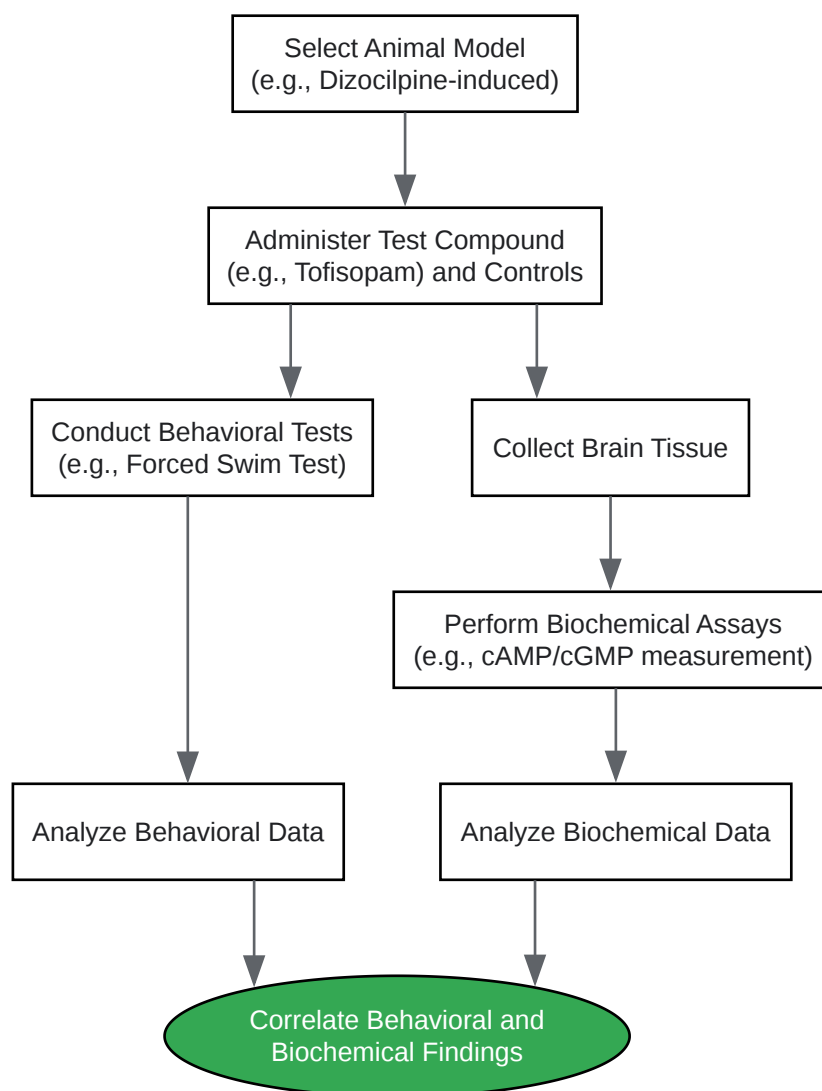 Select Animal Model
(e.g., Dizocilpine-induced)
Administer Test Compound
(e.g., Tofisopam) and Controls
Conduct Behavioral Tests
(e.g., Forced Swim Test)
Collect Brain Tissue
Perform Biochemical Assays
(e.g., cAMP/cGMP measurement)
Analyze Behavioral Data
Analyze Biochemical Data
Correlate Behavioral and
Biochemical Findings